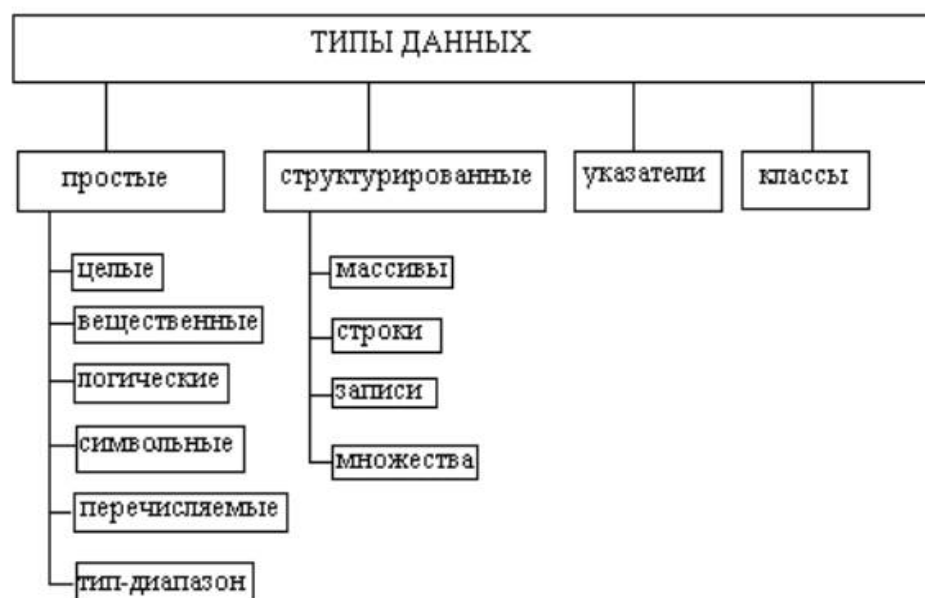 ТИПЫ ДАННЫХ
простые
структурированные
указатели
классы
целые
вещественные
логические
символьные
перечисляемые
тип-диапазон
массивы
строки
записи
множества